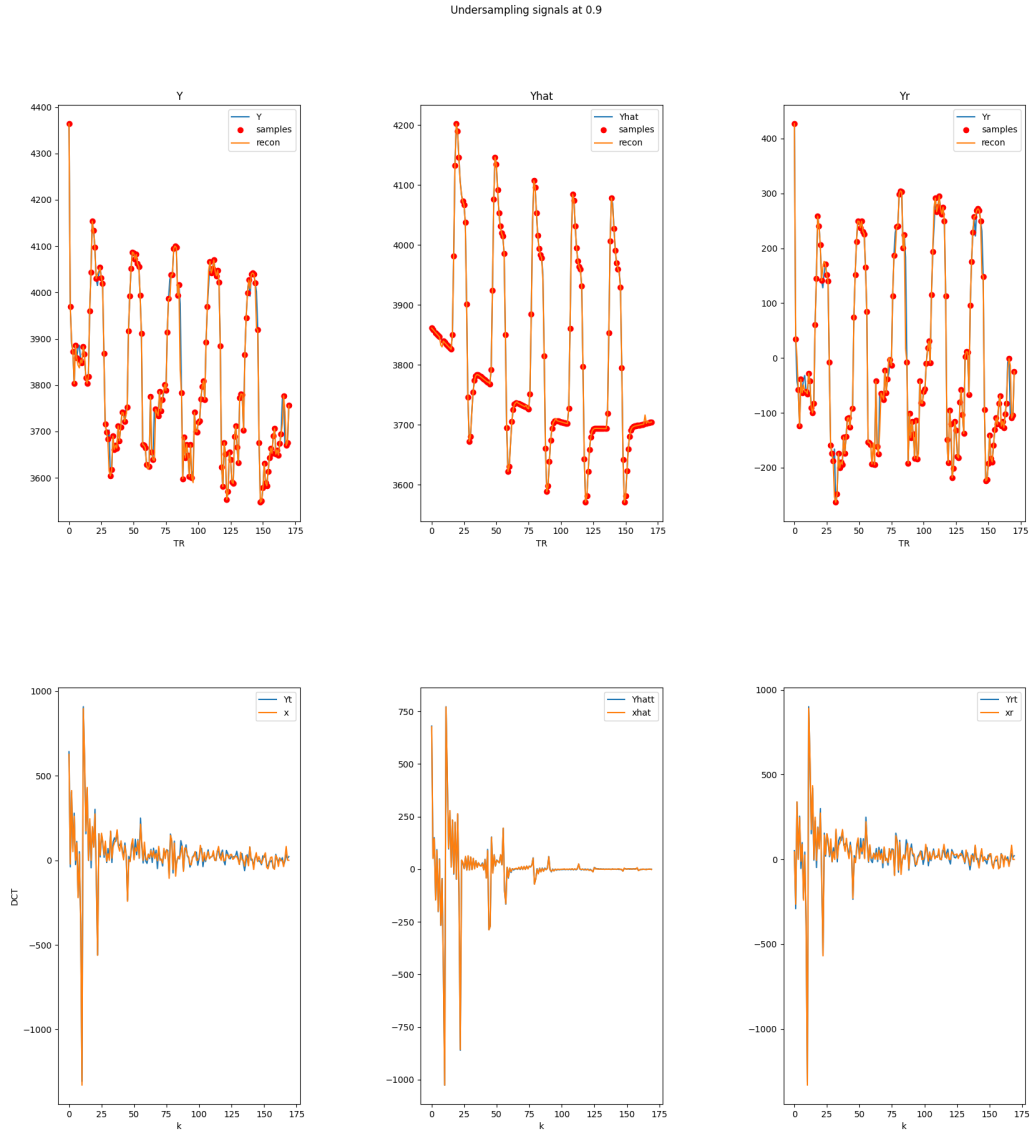 Undersampling signals at 0.9
Y
Y
samples
recon
4400
4300
4200
4100
4000
3900
3800
3700
3600
0 25 50 75 100 125 150 175
TR
Yhat
Yhat
samples
recon
4200
4100
4000
3900
3800
3700
3600
0 25 50 75 100 125 150 175
TR
Yr
Yr
samples
recon
400
300
200
100
0
−100
−200
0 25 50 75 100 125 150 175
TR
Yt
x
1000
500
0
−500
−1000
DCT
0 25 50 75 100 125 150 175
k
Yhatt
xhat
750
500
250
0
−250
−500
−750
−1000
0 25 50 75 100 125 150 175
k
Yrt
xr
1000
500
0
−500
−1000
0 25 50 75 100 125 150 175
k